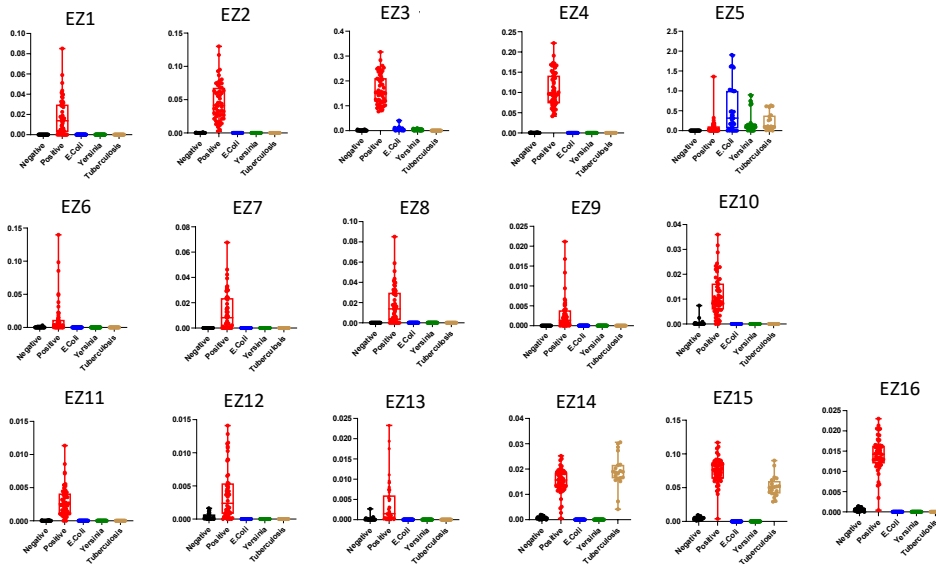 EZ1 EZ2 EZ3 EZ4 EZ5
0.10 0.15 0.4 0.25 2.5
0.08 0.3 0.20 2.0
0.06 0.10 0.2 0.15 1.5
0.04 0.05 0.1 0.10 1.0
0.02 0.05 0.5
0.00 0.00 0.0 0.00 0.0
Negative Positive E.Coli Yersinia Tuberculosis Negative Positive E.Coli Yersinia Tuberculosis Negative Positive E.Coli Yersinia Tuberculosis Negative Positive E.Coli Yersinia Tuberculosis Negative Positive E.Coli Yersinia Tuberculosis
EZ6 EZ7 EZ8 EZ9 EZ10
0.15 0.08 0.10 0.025 0.04
0.06 0.08 0.020 0.03
0.10 0.04 0.06 0.015 0.02
0.05 0.02 0.04 0.010 0.01
0.02 0.005
0.00 0.00 0.00 0.000 0.00
Negative Positive E.Coli Yersinia Tuberculosis Negative Positive E.Coli Yersinia Tuberculosis Negative Positive E.Coli Yersinia Tuberculosis Negative Positive E.Coli Yersinia Tuberculosis Negative Positive E.Coli Yersinia Tuberculosis
EZ11 EZ12 EZ13 EZ14 EZ15 EZ16
0.015 0.015 0.025 0.04 0.15 0.025
0.020 0.03 0.020
0.010 0.010 0.015 0.02 0.10 0.015
0.005 0.005 0.010 0.01 0.05 0.010
0.005 0.005
0.000 0.000 0.000 0.00 0.00 0.000
Negative Positive E.Coli Yersinia Tuberculosis Negative Positive E.Coli Yersinia Tuberculosis Negative Positive E.Coli Yersinia Tuberculosis Negative Positive E.Coli Yersinia Tuberculosis Negative Positive E.Coli Yersinia Tuberculosis Negative Positive E.Coli Yersinia Tuberculosis